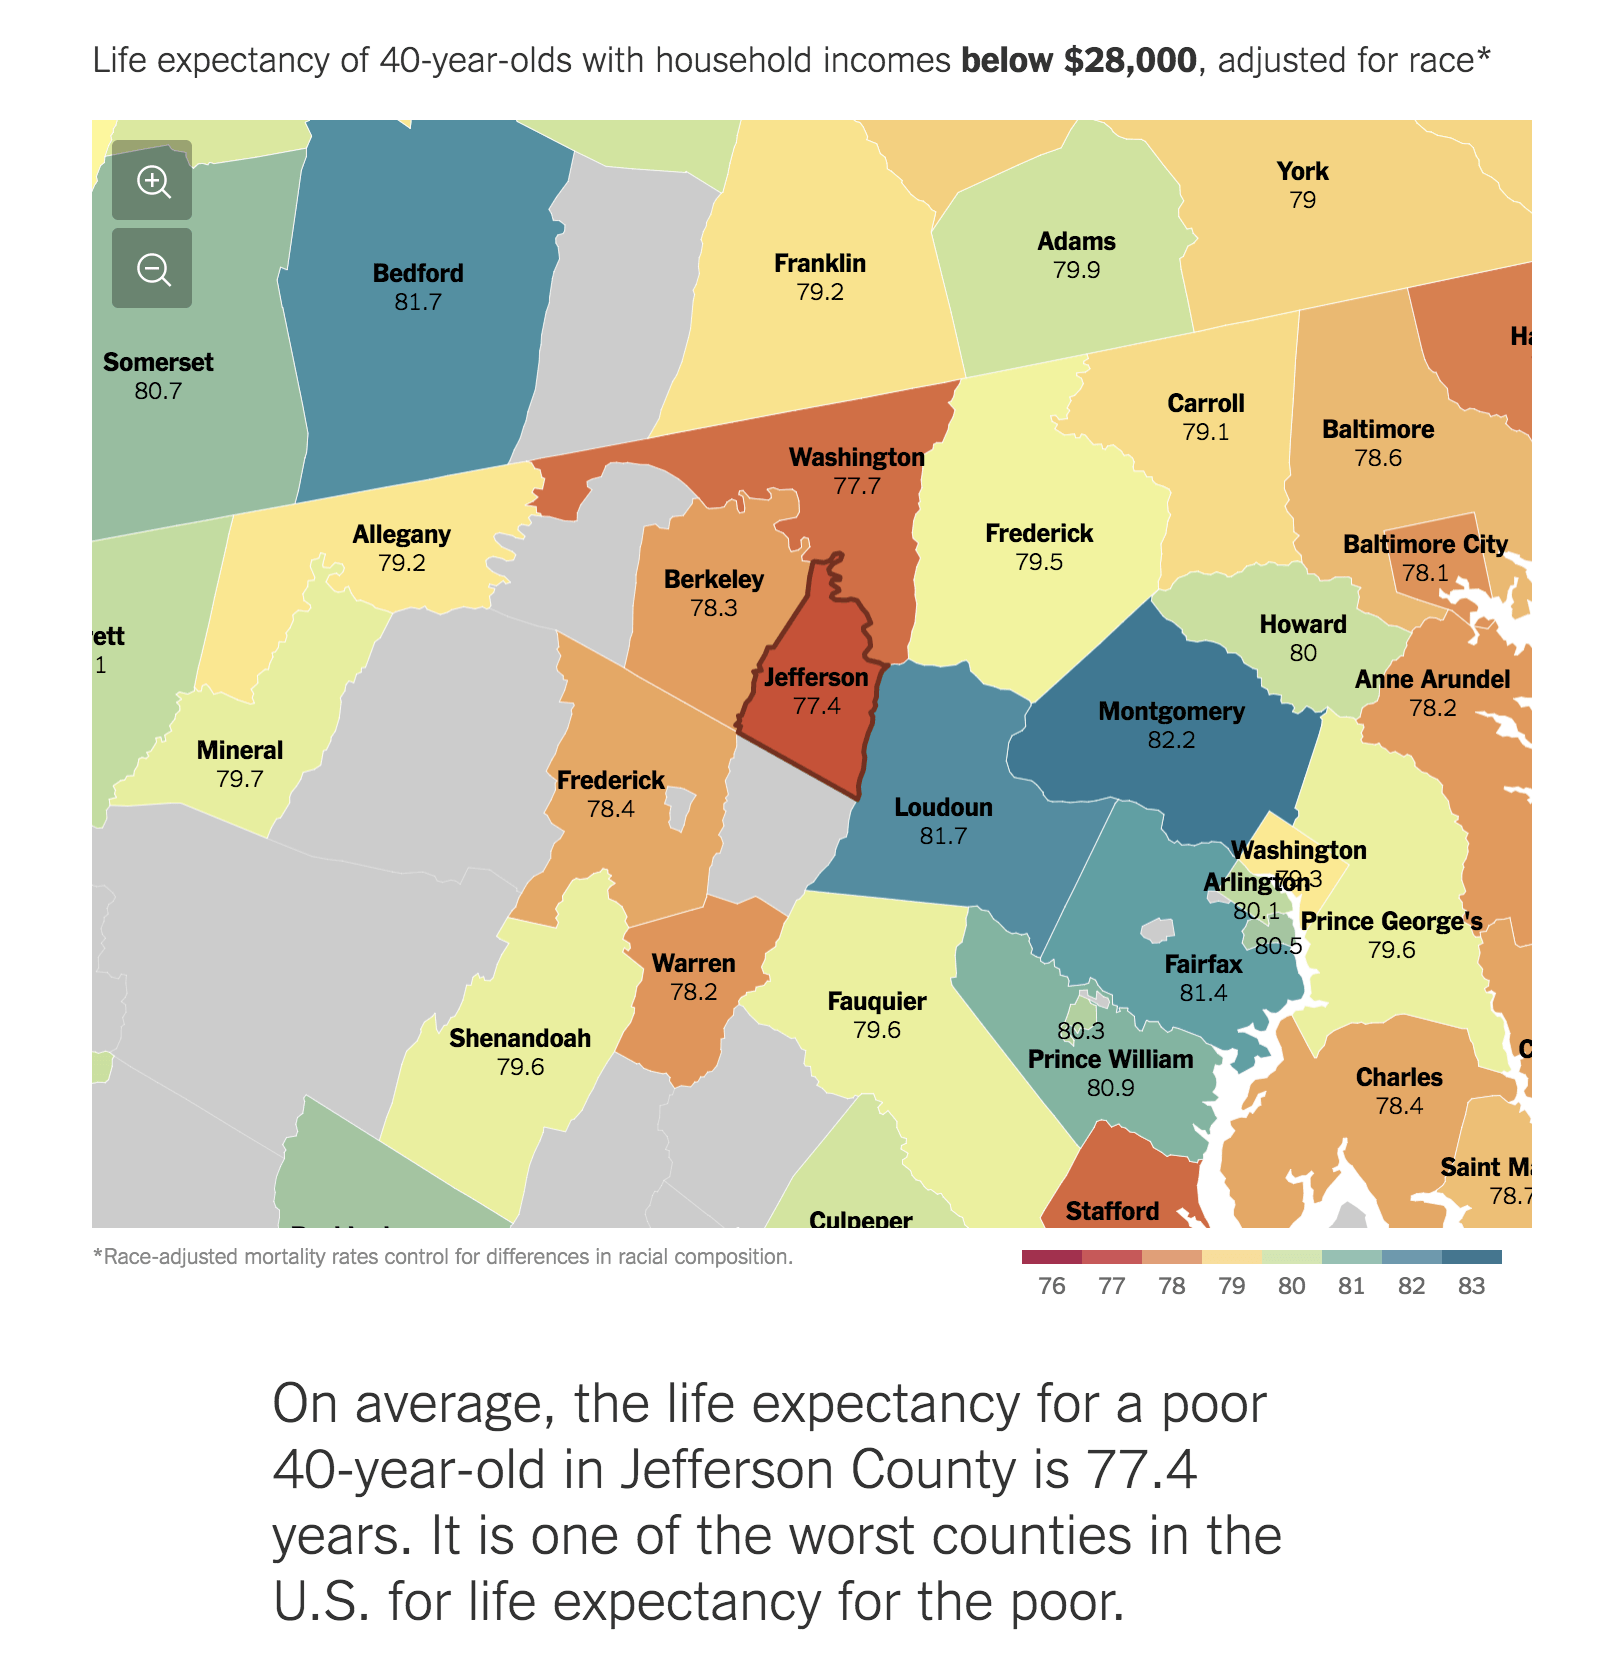 Life expectancy of 40-year-olds with household incomes below $28,000, adjusted for race*
York
79
Adams
79.9
Franklin
79.2
Bedford
81.7
Somerset
80.7
Carroll
79.1
Baltimore
78.6
Washington
77.7
Allegany
79.2
Frederick
79.5
Baltimore City
78.1
Berkeley
78.3
Howard
80
ett
1
Jefferson
77.4
Anne Arundel
78.2
Montgomery
82.2
Mineral
79.7
Frederick
78.4
Loudoun
81.7
Washington
79.3
Arlington
80.1
Prince George's
79.6
80.5
Warren
78.2
Fairfax
81.4
Fauquier
79.6
80.3
Shenandoah
79.6
Prince William
80.9
Charles
78.4
Saint Ma
78.7
Stafford
Culpeper
*Race-adjusted mortality rates control for differences in racial composition.
76 77 78 79 80 81 82 83
On average, the life expectancy for a poor
40-year-old in Jefferson County is 77.4
years. It is one of the worst counties in the
U.S. for life expectancy for the poor.